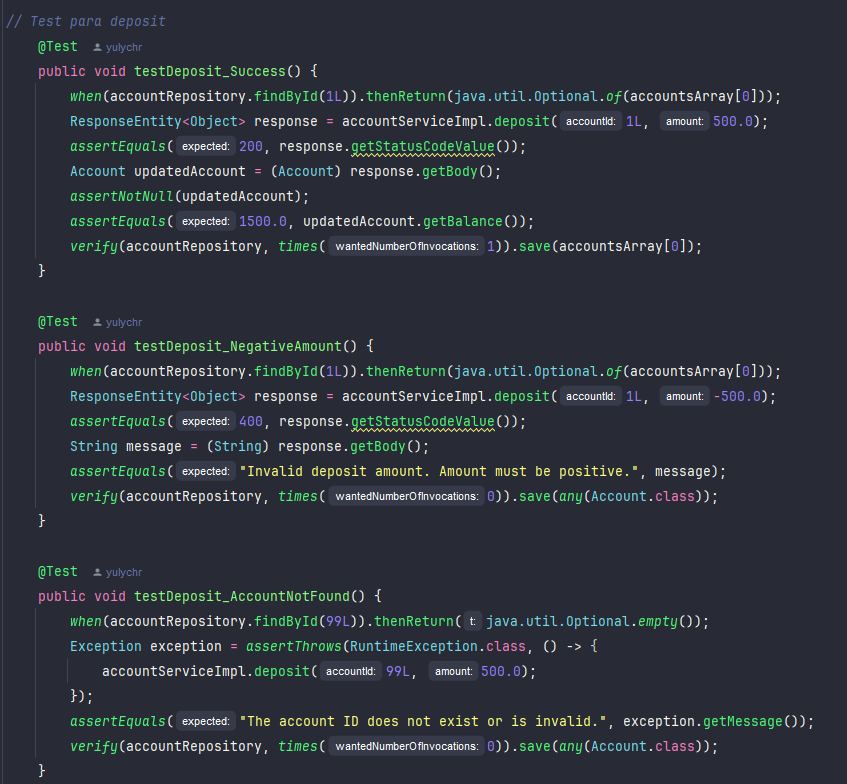 // Test para deposit
@Test yulychr
public void testDeposit_Success() {
when(accountRepository.findById(1L)).thenReturn(java.util.Optional.of(accountsArray[0]));
ResponseEntity<Object> response = accountServiceImpl.deposit( accountId: 1L, amount: 500.0);
assertEquals( expected: 200, response.getStatusCodeValue());
Account updatedAccount = (Account) response.getBody();
assertNotNull(updatedAccount);
assertEquals( expected: 1500.0, updatedAccount.getBalance());
verify(accountRepository, times( wantedNumberOfInvocations: 1)).save(accountsArray[0]);
}
@Test yulychr
public void testDeposit_NegativeAmount() {
when(accountRepository.findById(1L)).thenReturn(java.util.Optional.of(accountsArray[0]));
ResponseEntity<Object> response = accountServiceImpl.deposit( accountId: 1L, amount: -500.0);
assertEquals( expected: 400, response.getStatusCodeValue());
String message = (String) response.getBody();
assertEquals( expected: "Invalid deposit amount. Amount must be positive.", message);
verify(accountRepository, times( wantedNumberOfInvocations: 0)).save(any(Account.class));
}
@Test yulychr
public void testDeposit_AccountNotFound() {
when(accountRepository.findById(99L)).thenReturn( t: java.util.Optional.empty());
Exception exception = assertThrows(RuntimeException.class, () -> {
accountServiceImpl.deposit( accountId: 99L, amount: 500.0);
});
assertEquals( expected: "The account ID does not exist or is invalid.", exception.getMessage());
verify(accountRepository, times( wantedNumberOfInvocations: 0)).save(any(Account.class));
}